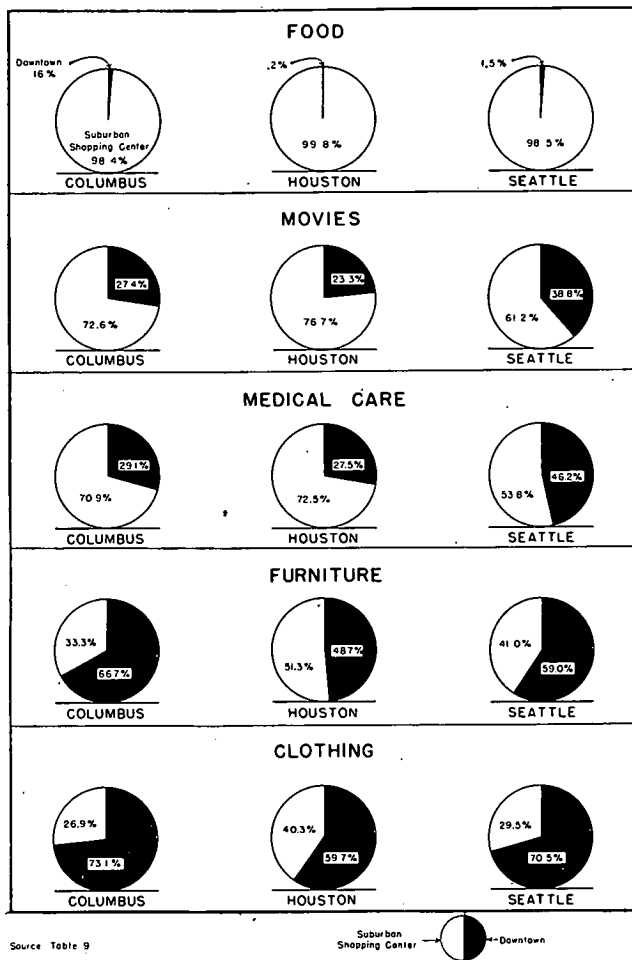 FOOD
Downtown
16%
.2%
1.5%
Suburban
Shopping Center
98.4%
99.8%
98.5%
COLUMBUS HOUSTON SEATTLE
MOVIES
27.4%
23.3%
38.8%
72.6%
76.7%
61.2%
COLUMBUS HOUSTON SEATTLE
MEDICAL CARE
29.1%
27.5%
46.2%
70.9%
72.5%
53.8%
COLUMBUS HOUSTON SEATTLE
FURNITURE
33.3%
66.7%
51.3%
48.7%
41.0%
59.0%
COLUMBUS HOUSTON SEATTLE
CLOTHING
26.9%
73.1%
40.3%
59.7%
29.5%
70.5%
COLUMBUS HOUSTON SEATTLE
Source Table 9
Suburban
Shopping Center
Downtown